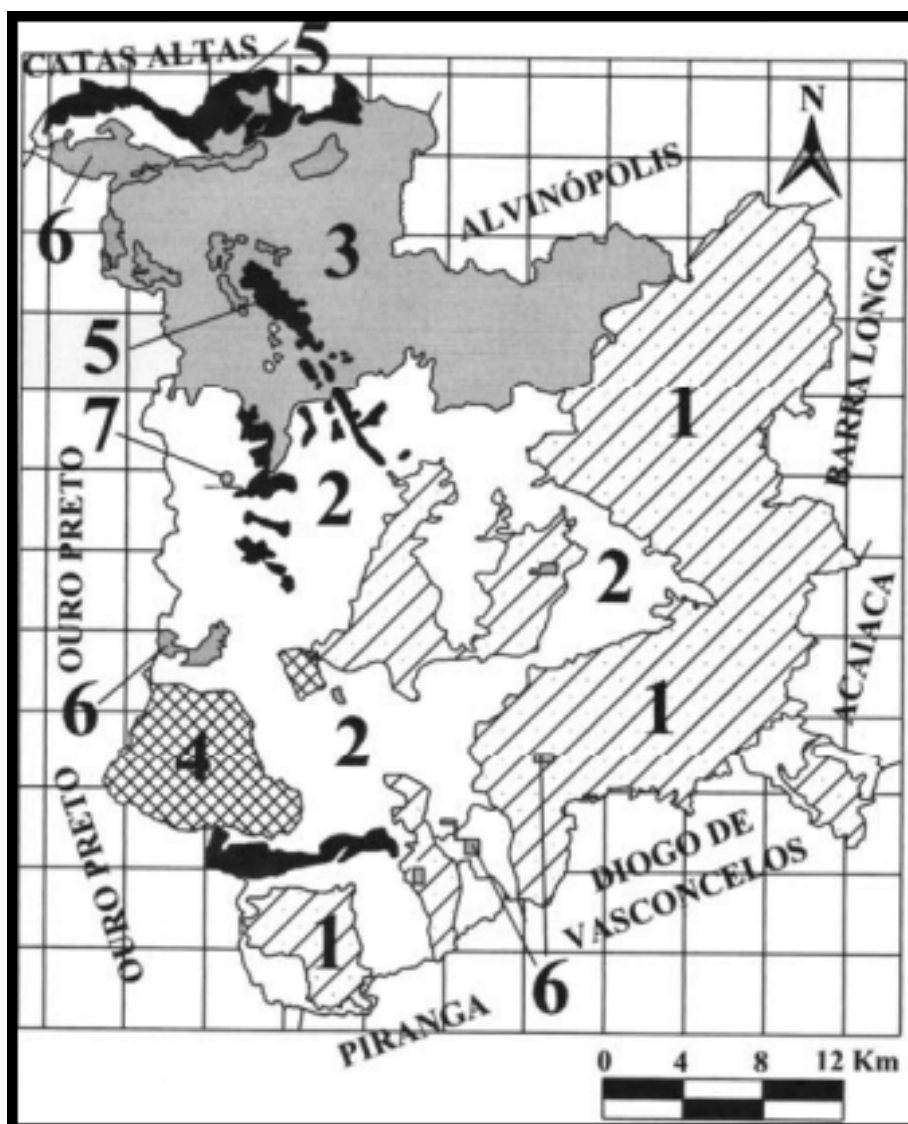 5
CATAS ALTAS
N
ALVINÓPOLIS
6
3
BARRA LONGA
5
1
7
2
OURO PRETO
2
ACAIACA
6
1
2
4
OURO PRETO
DIOGO DE
VASCONCELOS
1
6
PIRANGA
0 4 8 12 Km